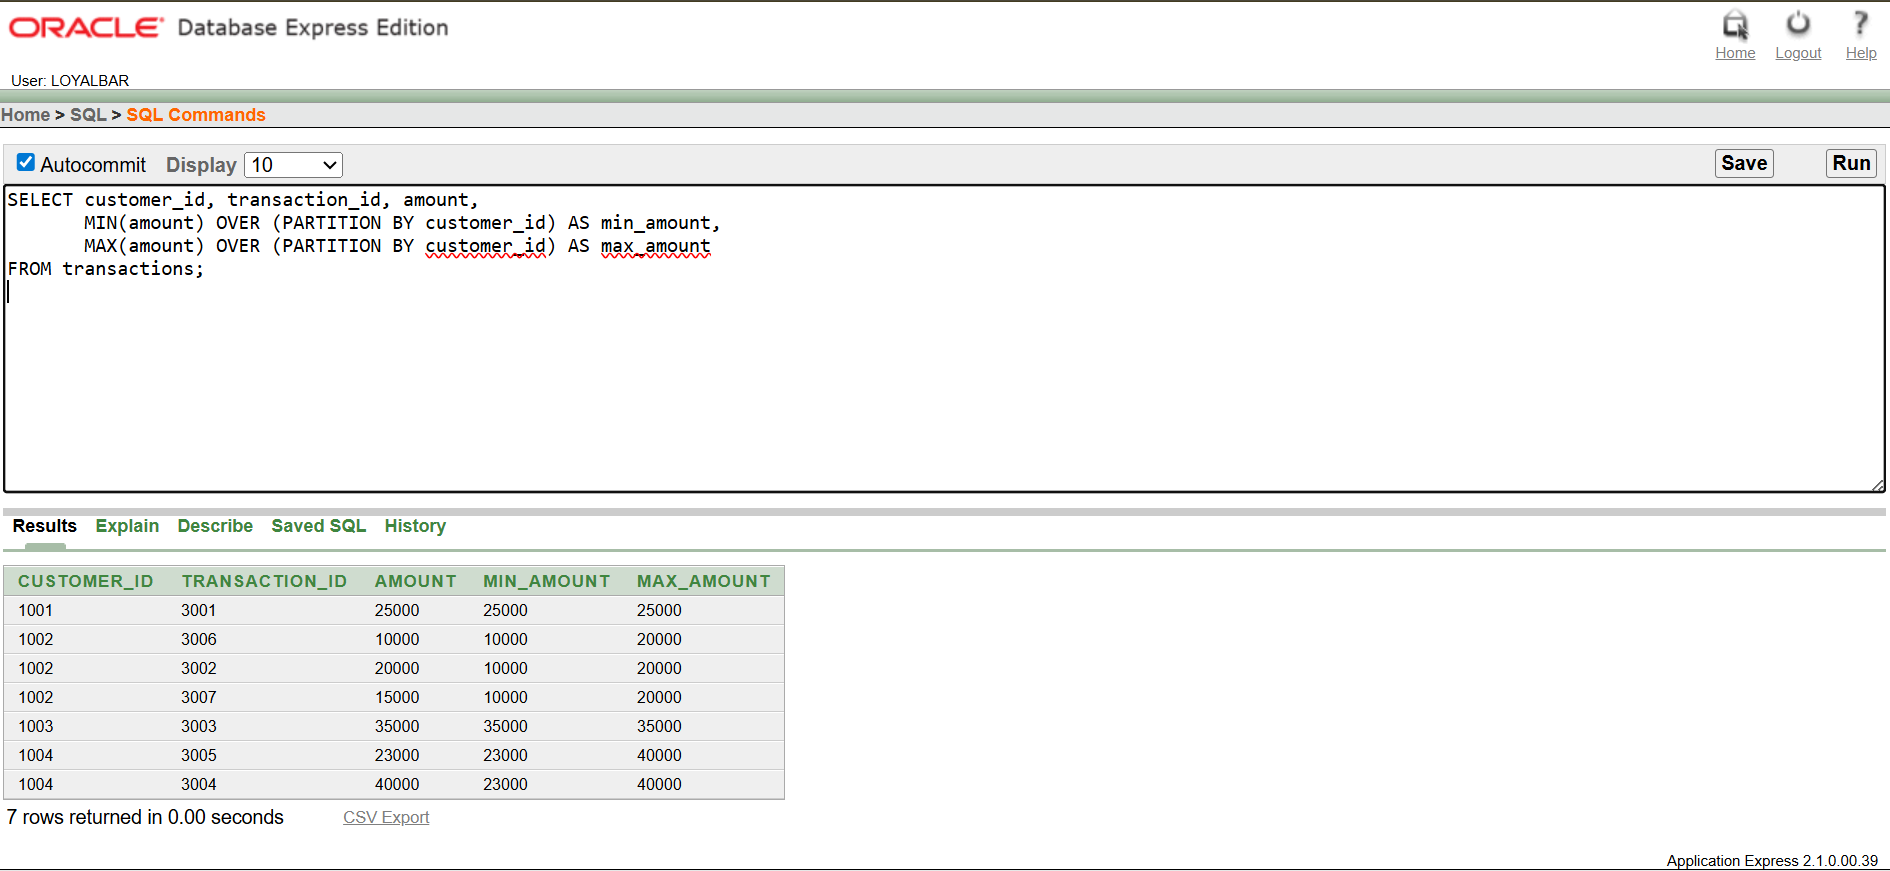 ORACLE Database Express Edition
Home Logout Help
User: LOYALBAR
Home > SQL > SQL Commands
Autocommit Display 10 Save Run
SELECT customer_id, transaction_id, amount,
       MIN(amount) OVER (PARTITION BY customer_id) AS min_amount,
       MAX(amount) OVER (PARTITION BY customer_id) AS max_amount
FROM transactions;
Results Explain Describe Saved SQL History
CUSTOMER_ID TRANSACTION_ID AMOUNT MIN_AMOUNT MAX_AMOUNT
1001 3001 25000 25000 25000
1002 3006 10000 10000 20000
1002 3002 20000 10000 20000
1002 3007 15000 10000 20000
1003 3003 35000 35000 35000
1004 3005 23000 23000 40000
1004 3004 40000 23000 40000
7 rows returned in 0.00 seconds CSV Export
Application Express 2.1.0.00.39